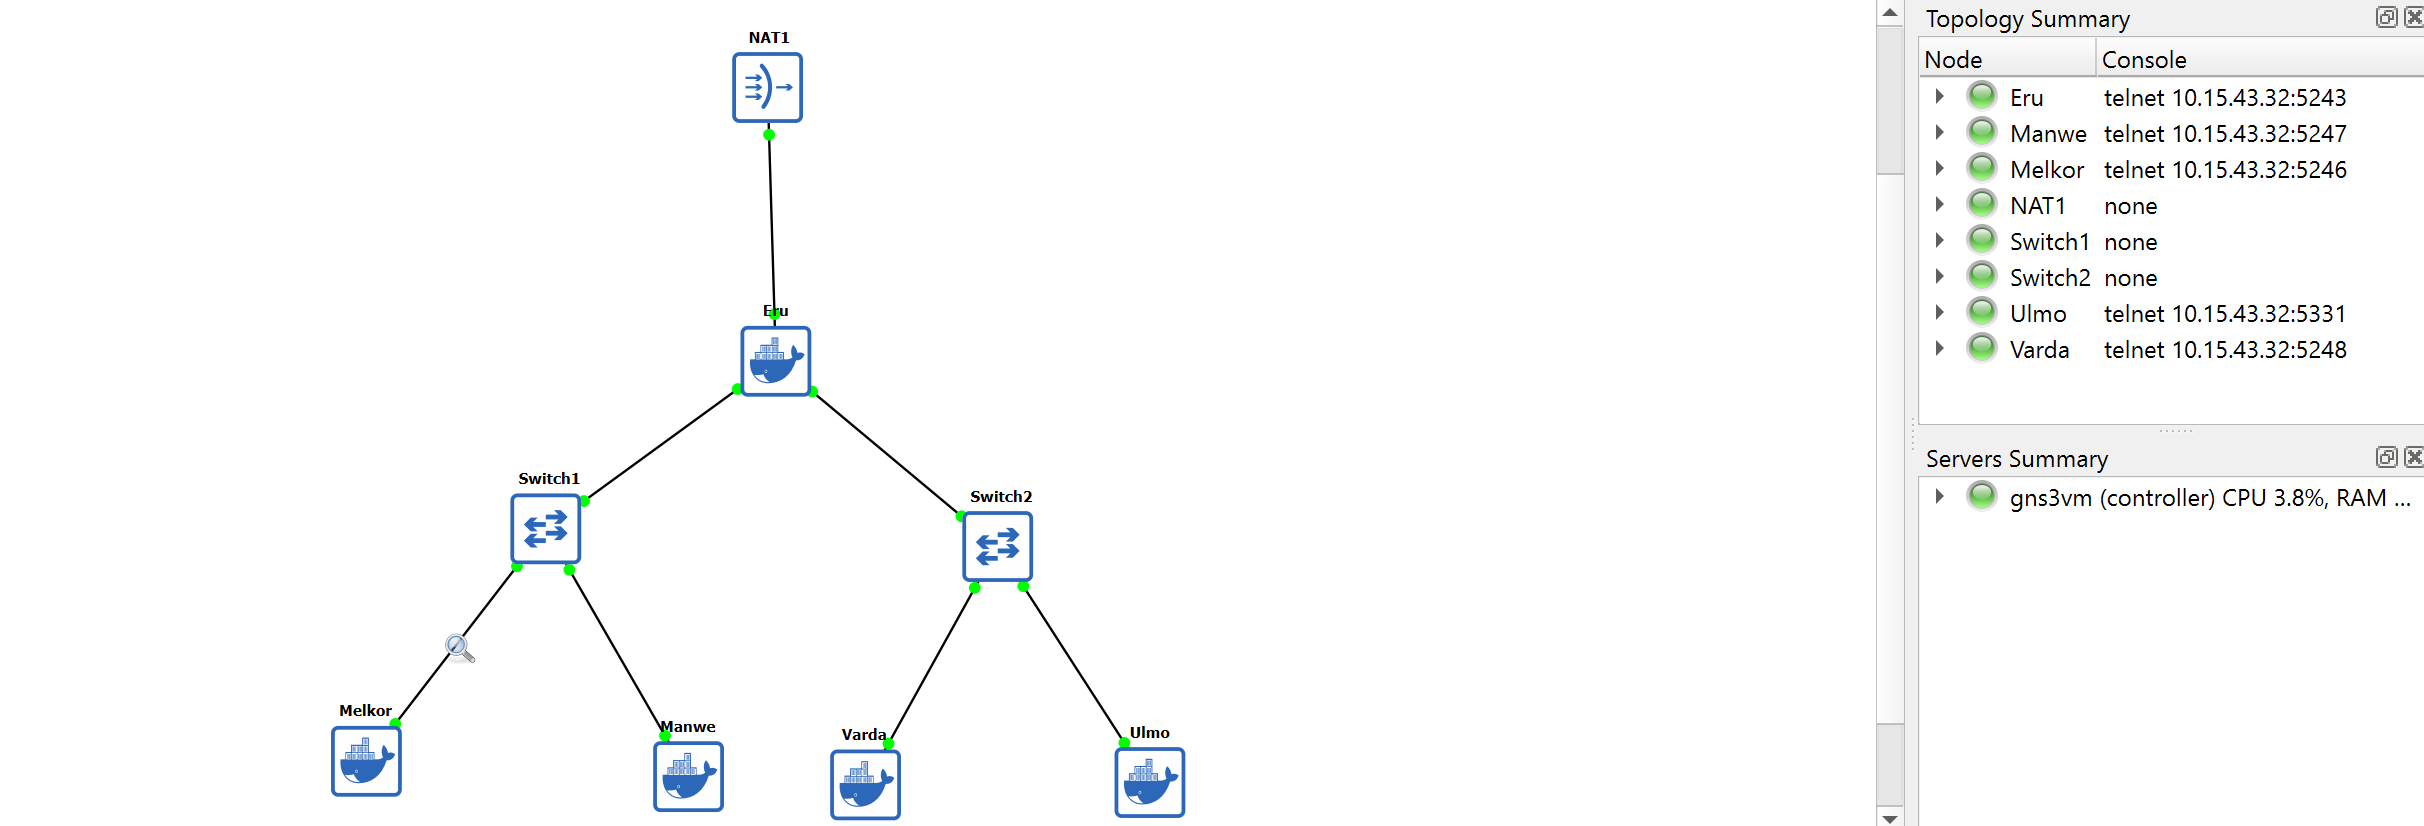 NAT1
Eru
Switch1
Switch2
Melkor
Manwe
Varda
Ulmo
Topology Summary
Node Console
Eru telnet 10.15.43.32:5243
Manwe telnet 10.15.43.32:5247
Melkor telnet 10.15.43.32:5246
NAT1 none
Switch1 none
Switch2 none
Ulmo telnet 10.15.43.32:5331
Varda telnet 10.15.43.32:5248
Servers Summary
gns3vm (controller) CPU 3.8%, RAM ...